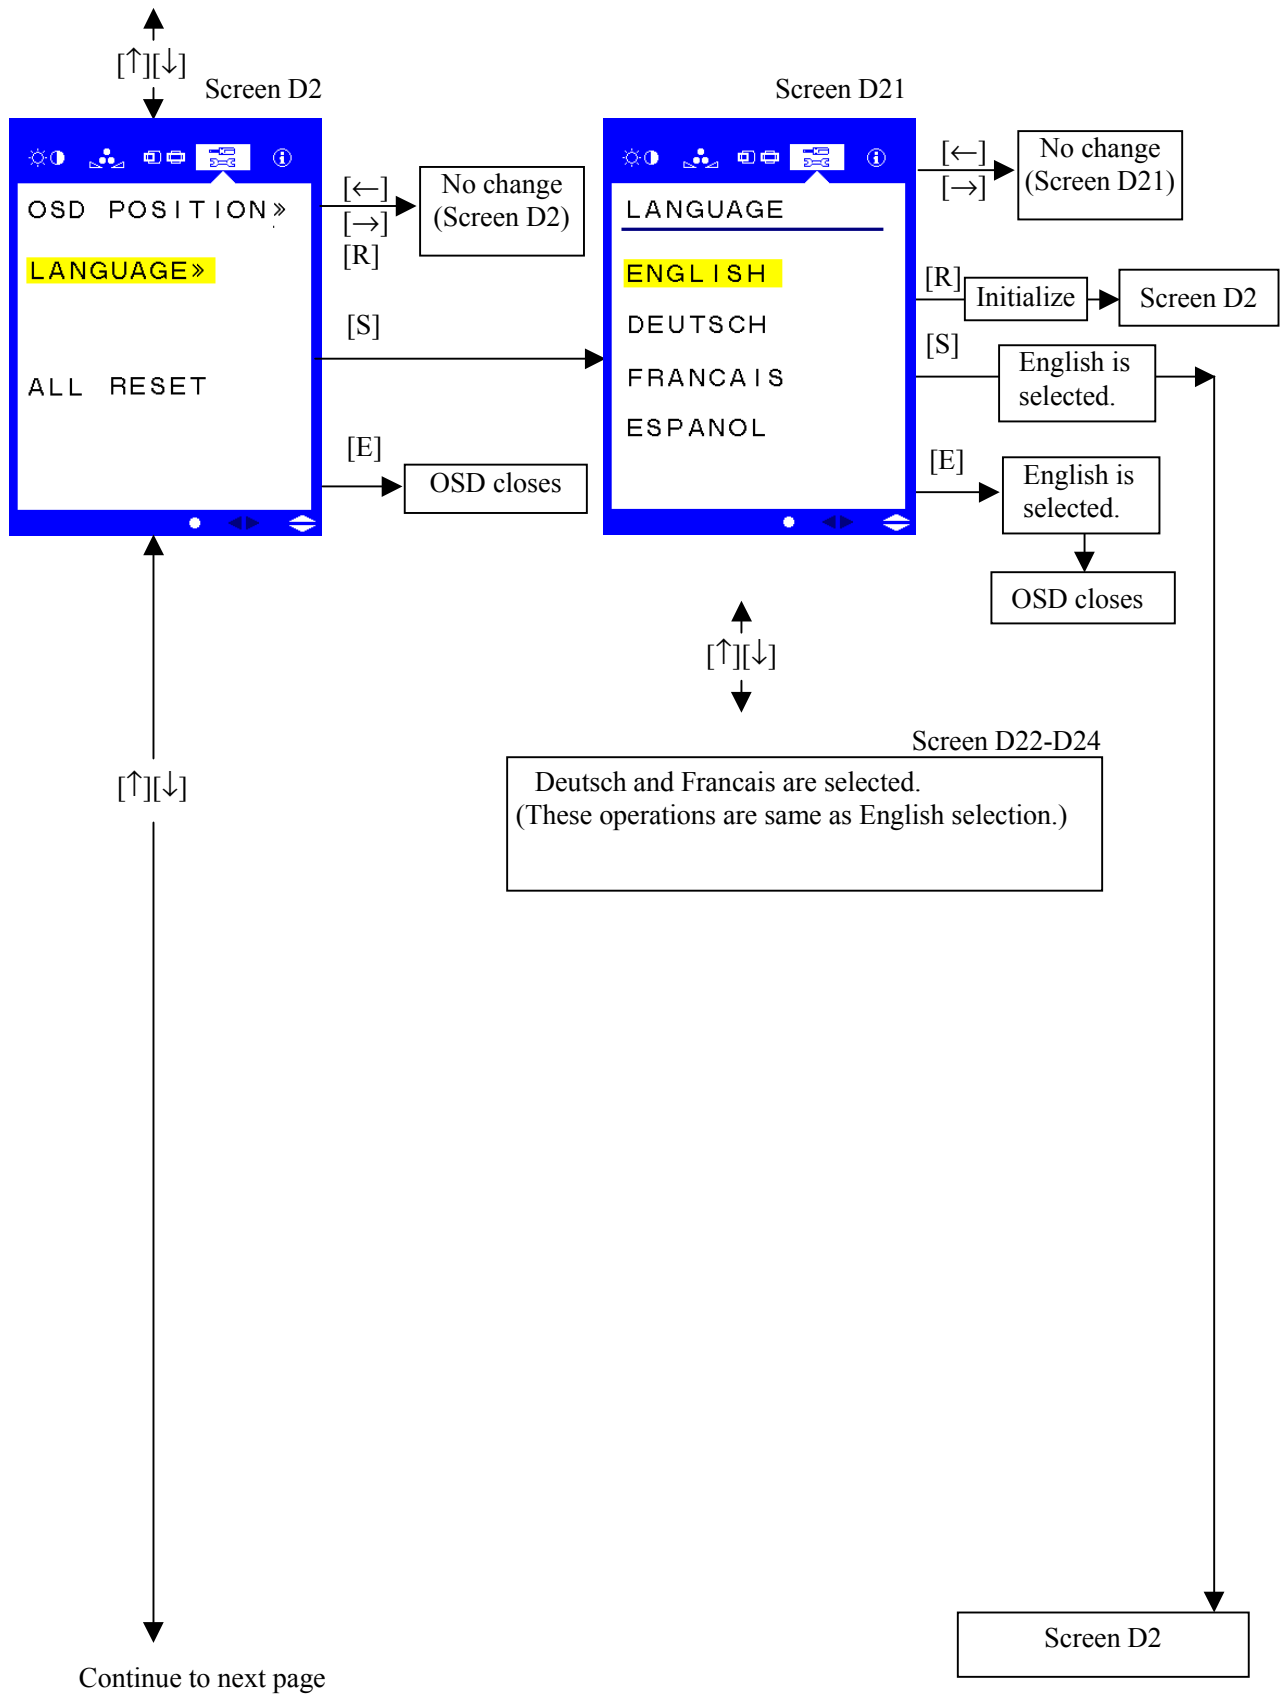 [↑][↓]
Screen D2
OSD POSITION»
LANGUAGE»
ALL RESET
[←]
[→]
[R]
No change
(Screen D2)
[S]
[E]
OSD closes
Screen D21
LANGUAGE
ENGLISH
DEUTSCH
FRANCAIS
ESPANOL
[←]
[→]
No change
(Screen D21)
[R]
Initialize
Screen D2
[S]
English is
selected.
[E]
English is
selected.
OSD closes
[↑][↓]
Screen D22-D24
Deutsch and Francais are selected.
(These operations are same as English selection.)
[↑][↓]
Screen D2
Continue to next page